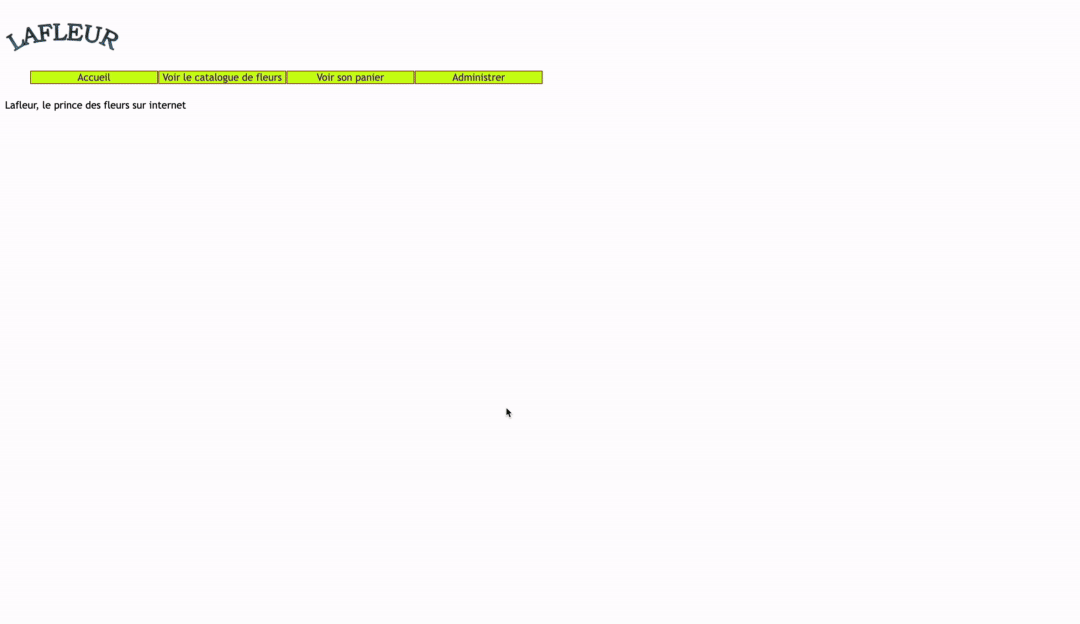 LAFLEUR
Accueil Voir le catalogue de fleurs Voir son panier Administrer
Lafleur, le prince des fleurs sur internet